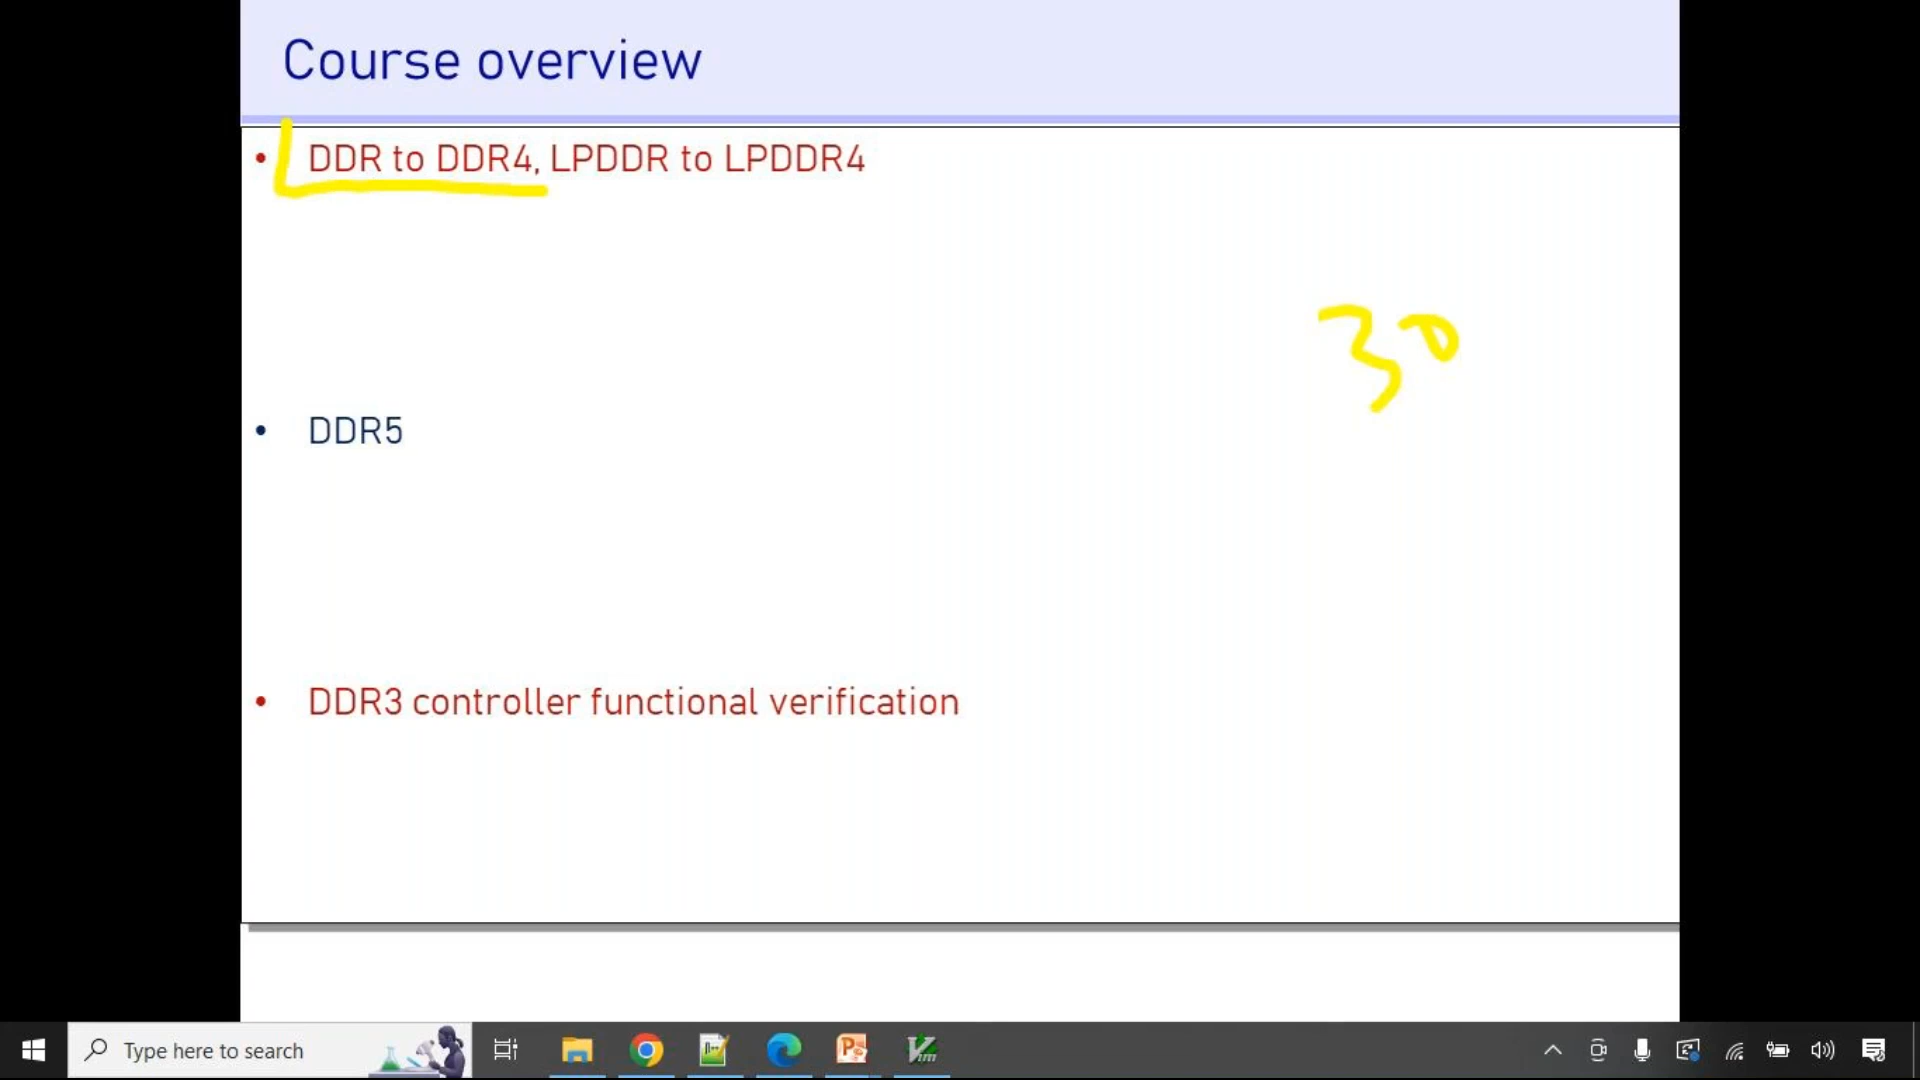 Course overview
• DDR to DDR4, LPDDR to LPDDR4
30
• DDR5
• DDR3 controller functional verification
Type here to search